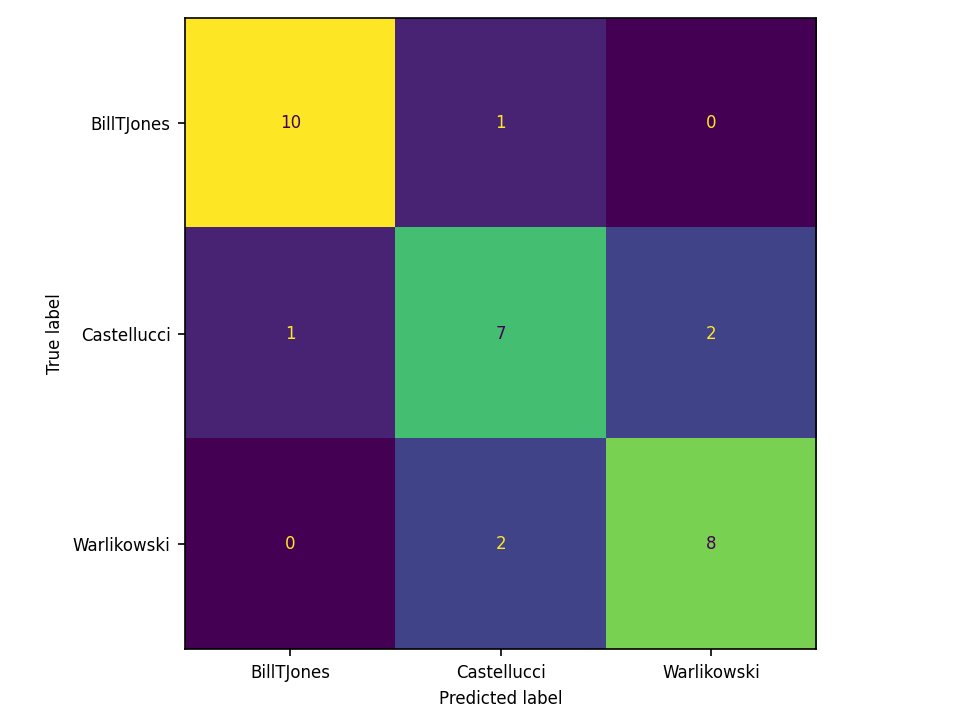 True label
BillTJones
10 1 0
Castellucci
1 7 2
Warlikowski
0 2 8
BillTJones Castellucci Warlikowski
Predicted label